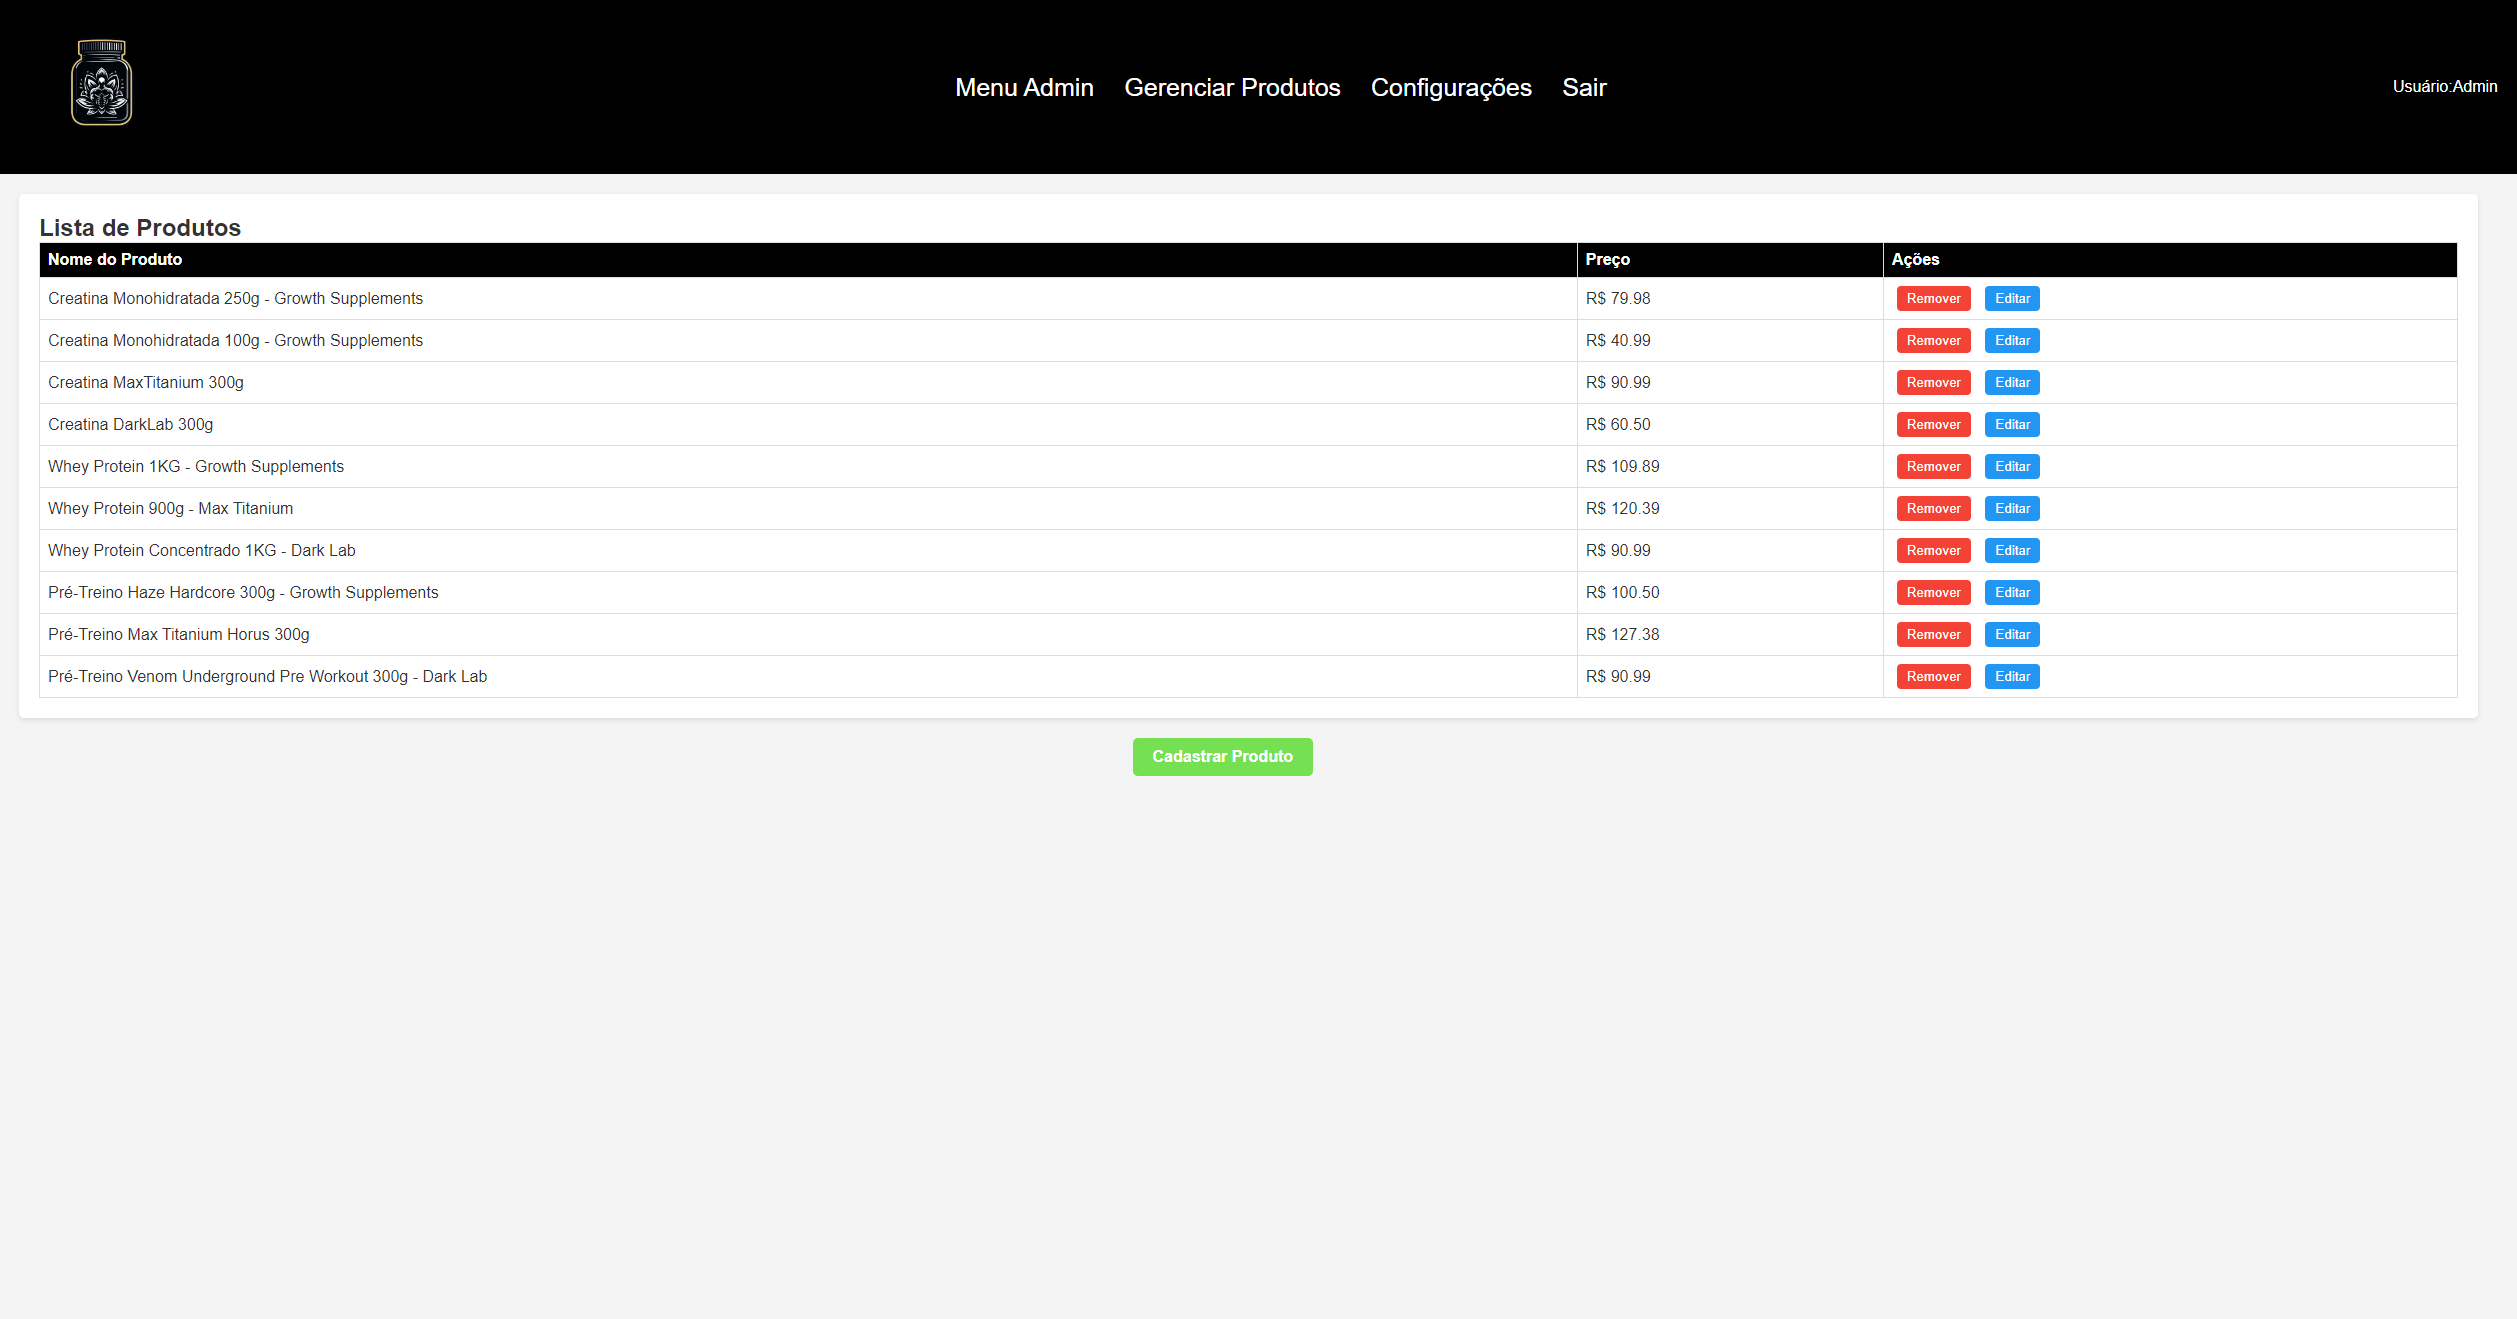 Menu Admin Gerenciar Produtos Configurações Sair Usuário:Admin
Lista de Produtos
Nome do Produto Preço Ações
Creatina Monohidratada 250g - Growth Supplements R$ 79.98 Remover Editar
Creatina Monohidratada 100g - Growth Supplements R$ 40.99 Remover Editar
Creatina MaxTitanium 300g R$ 90.99 Remover Editar
Creatina DarkLab 300g R$ 60.50 Remover Editar
Whey Protein 1KG - Growth Supplements R$ 109.89 Remover Editar
Whey Protein 900g - Max Titanium R$ 120.39 Remover Editar
Whey Protein Concentrado 1KG - Dark Lab R$ 90.99 Remover Editar
Pré-Treino Haze Hardcore 300g - Growth Supplements R$ 100.50 Remover Editar
Pré-Treino Max Titanium Horus 300g R$ 127.38 Remover Editar
Pré-Treino Venom Underground Pre Workout 300g - Dark Lab R$ 90.99 Remover Editar
Cadastrar Produto